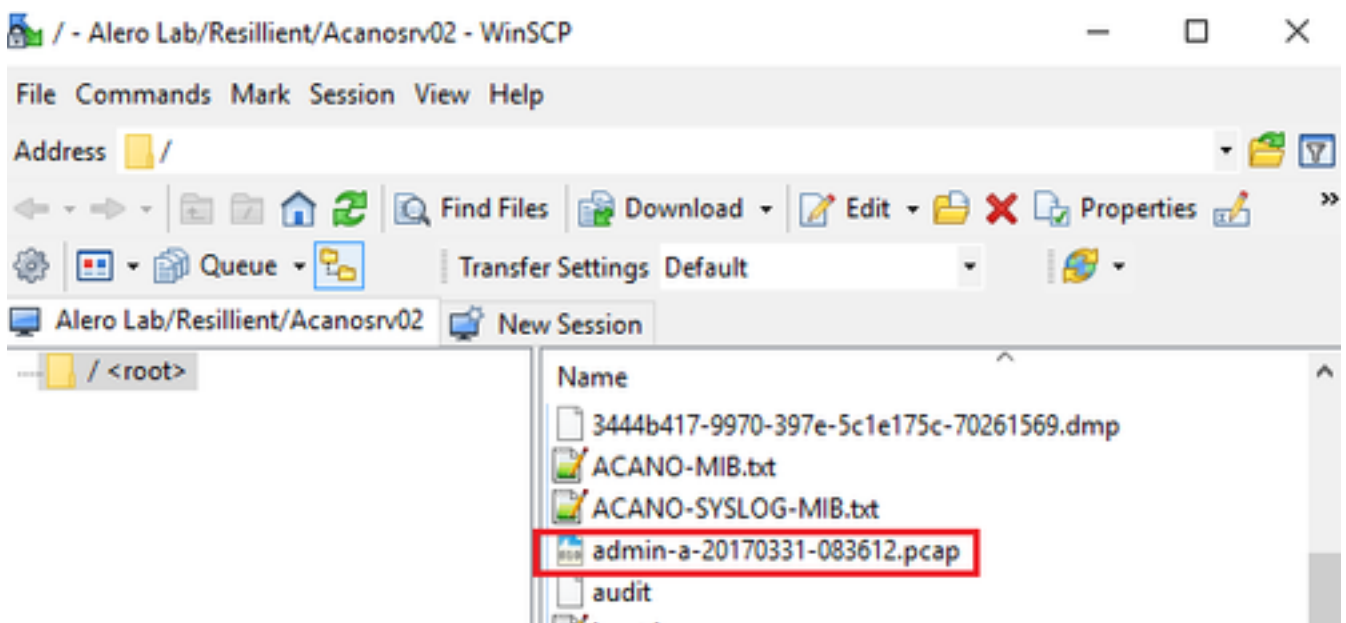 / - Alero Lab/Resillient/Acanosrv02 - WinSCP
File Commands Mark Session View Help
Address /
Find Files Download Edit Properties »
Queue Transfer Settings Default
Alero Lab/Resillient/Acanosrv02 New Session
/ <root>
Name
3444b417-9970-397e-5c1e175c-70261569.dmp
ACANO-MIB.txt
ACANO-SYSLOG-MIB.txt
admin-a-20170331-083612.pcap
audit